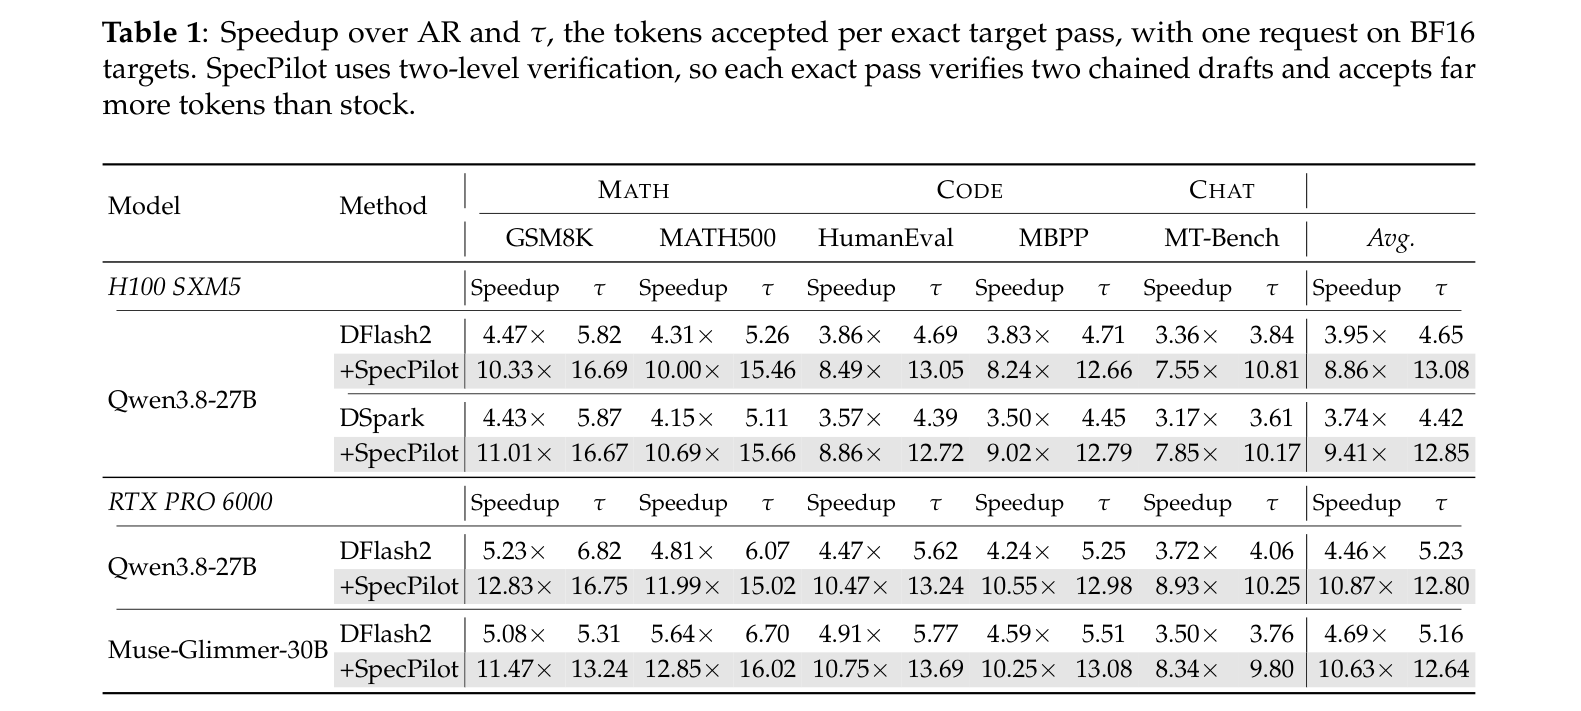 Table 1: Speedup over AR and τ, the tokens accepted per exact target pass, with one request on BF16
targets. SpecPilot uses two-level verification, so each exact pass verifies two chained drafts and accepts far
more tokens than stock.
Model Method MATH CODE CHAT
GSM8K MATH500 HumanEval MBPP MT-Bench Avg.
H100 SXM5 Speedup τ Speedup τ Speedup τ Speedup τ Speedup τ Speedup τ
DFlash2 4.47× 5.82 4.31× 5.26 3.86× 4.69 3.83× 4.71 3.36× 3.84 3.95× 4.65
+SpecPilot 10.33× 16.69 10.00× 15.46 8.49× 13.05 8.24× 12.66 7.55× 10.81 8.86× 13.08
Qwen3.8-27B
DSpark 4.43× 5.87 4.15× 5.11 3.57× 4.39 3.50× 4.45 3.17× 3.61 3.74× 4.42
+SpecPilot 11.01× 16.67 10.69× 15.66 8.86× 12.72 9.02× 12.79 7.85× 10.17 9.41× 12.85
RTX PRO 6000 Speedup τ Speedup τ Speedup τ Speedup τ Speedup τ Speedup τ
Qwen3.8-27B
DFlash2 5.23× 6.82 4.81× 6.07 4.47× 5.62 4.24× 5.25 3.72× 4.06 4.46× 5.23
+SpecPilot 12.83× 16.75 11.99× 15.02 10.47× 13.24 10.55× 12.98 8.93× 10.25 10.87× 12.80
Muse-Glimmer-30B
DFlash2 5.08× 5.31 5.64× 6.70 4.91× 5.77 4.59× 5.51 3.50× 3.76 4.69× 5.16
+SpecPilot 11.47× 13.24 12.85× 16.02 10.75× 13.69 10.25× 13.08 8.34× 9.80 10.63× 12.64